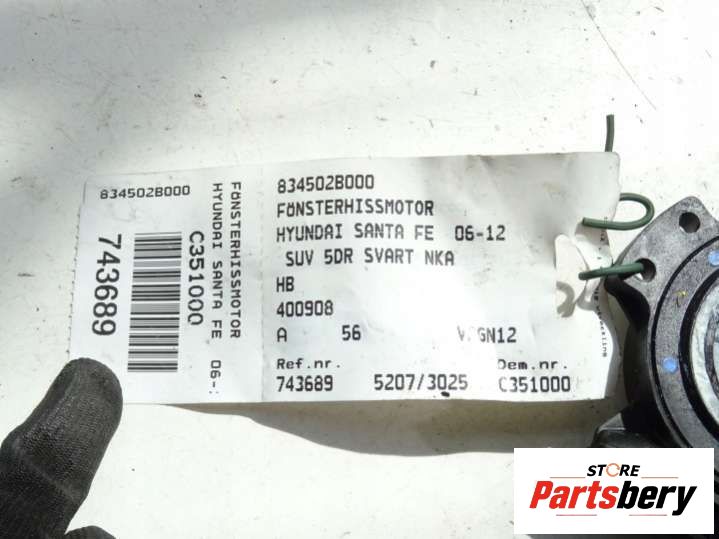 834502B000
743689
C351000
FÖNSTERHISSMOTOR
HYUNDAI SANTA FE 06-:
834502B000
FÖNSTERHISSMOTOR
HYUNDAI SANTA FE 06-12
SUV 5DR SVART NKA
HB
400908
A 56 GN12
Ref.nr. Dem.nr.
743689 5207/3025 C351000
STORE
Partsbery